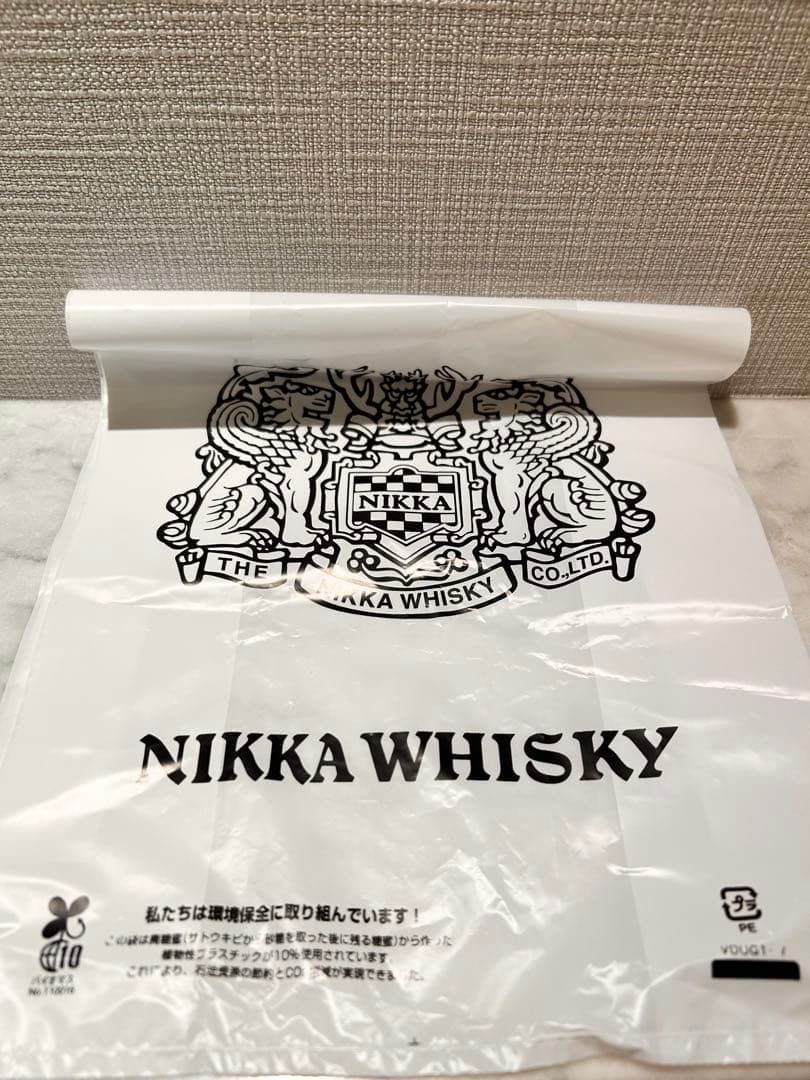 NIKKA
THE NIKKA WHISKY CO.,LTD.
NIKKA WHISKY
私たちは環境保全に取り組んでいます！
この袋は廃糖蜜(サトウキビから砂糖を取った後に残る糖蜜)から作った
植物性プラスチックが10%使用されています
これにより、石油資源の節約とCO
が実現できました。
10
バイオマス
プラ
PE